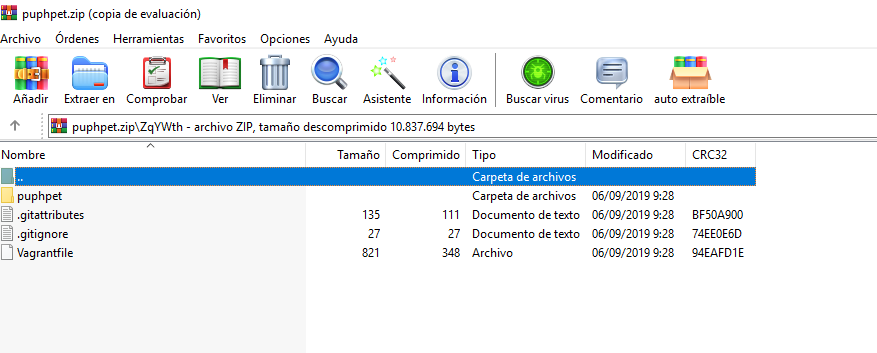 puphpet.zip (copia de evaluación)
Archivo Órdenes Herramientas Favoritos Opciones Ayuda
Añadir Extraer en Comprobar Ver Eliminar Buscar Asistente Información Buscar virus Comentario auto extraíble
puphpet.zip\ZqYWth - archivo ZIP, tamaño descomprimido 10.837.694 bytes
Nombre Tamaño Comprimido Tipo Modificado CRC32
.. Carpeta de archivos
puphpet Carpeta de archivos 06/09/2019 9:28
.gitattributes 135 111 Documento de texto 06/09/2019 9:28 BF50A900
.gitignore 27 27 Documento de texto 06/09/2019 9:28 74EE0E6D
Vagrantfile 821 348 Archivo 06/09/2019 9:28 94EAFD1E